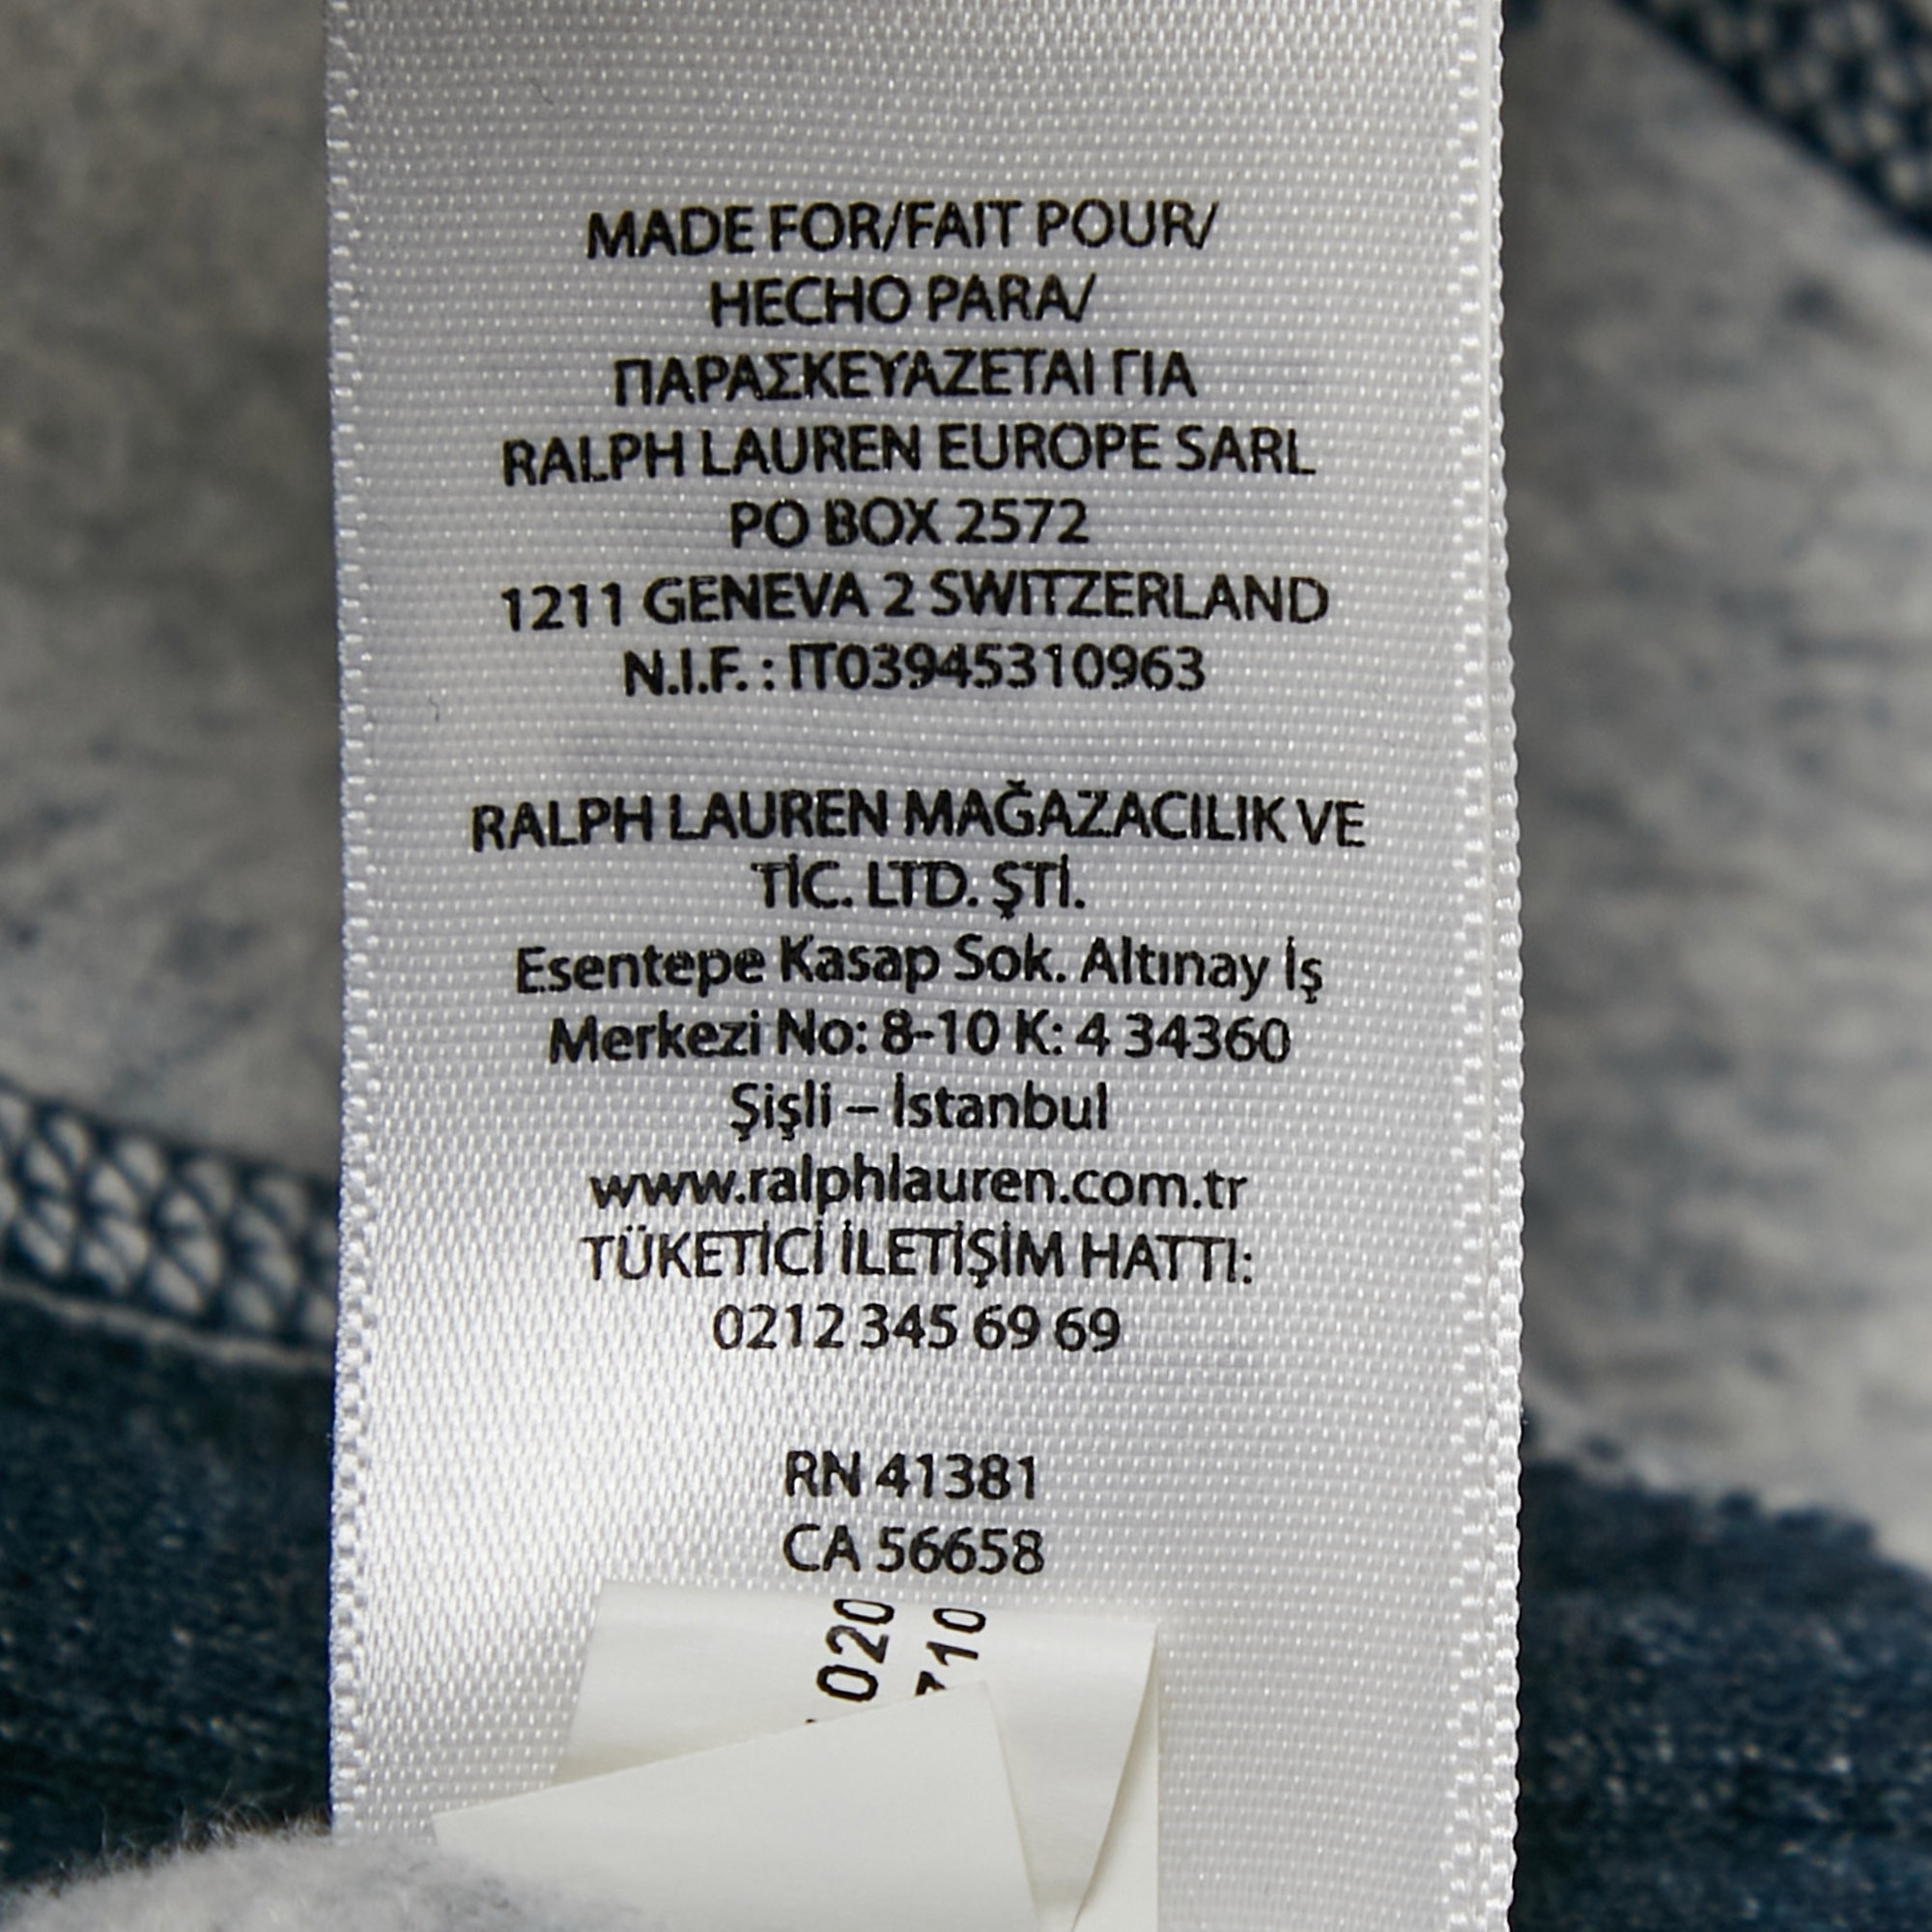 MADE FOR/FAIT POUR/
HECHO PARA/
ΠΑΡΑΣΚΕΥΑΖΕΤΑΙ ΓΙΑ
RALPH LAUREN EUROPE SARL
PO BOX 2572
1211 GENEVA 2 SWITZERLAND
N.I.F. : IT03945310963
RALPH LAUREN MAĞAZACILIK VE
TİC. LTD. ŞTİ.
Esentepe Kasap Sok. Altınay İş
Merkezi No: 8-10 K: 4 34360
Şişli – İstanbul
www.ralphlauren.com.tr
TÜKETİCİ İLETİŞİM HATTI:
0212 345 69 69
RN 41381
CA 56658
020
710